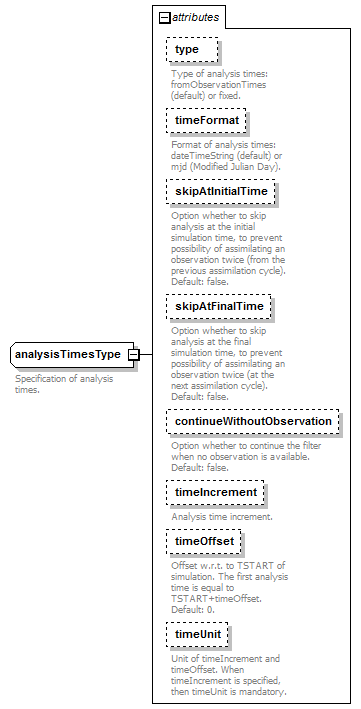 attributes
type
Type of analysis times:
fromObservationTimes
(default) or fixed.
timeFormat
Format of analysis times:
dateTimeString (default) or
mjd (Modified Julian Day).
skipAtInitialTime
Option whether to skip
analysis at the initial
simulation time, to prevent
possibility of assimilating an
observation twice (from the
previous assimilation cycle).
Default: false.
skipAtFinalTime
Option whether to skip
analysis at the final
simulation time, to prevent
possibility of assimilating an
observation twice (at the
next assimilation cycle).
Default: false.
analysisTimesType
Specification of analysis
times.
continueWithoutObservation
Option whether to continue the filter
when no observation is available.
Default: false.
timeIncrement
Analysis time increment.
timeOffset
Offset w.r.t. to TSTART of
simulation. The first analysis
time is equal to
TSTART+timeOffset.
Default: 0.
timeUnit
Unit of timeIncrement and
timeOffset. When
timeIncrement is specified,
then timeUnit is mandatory.